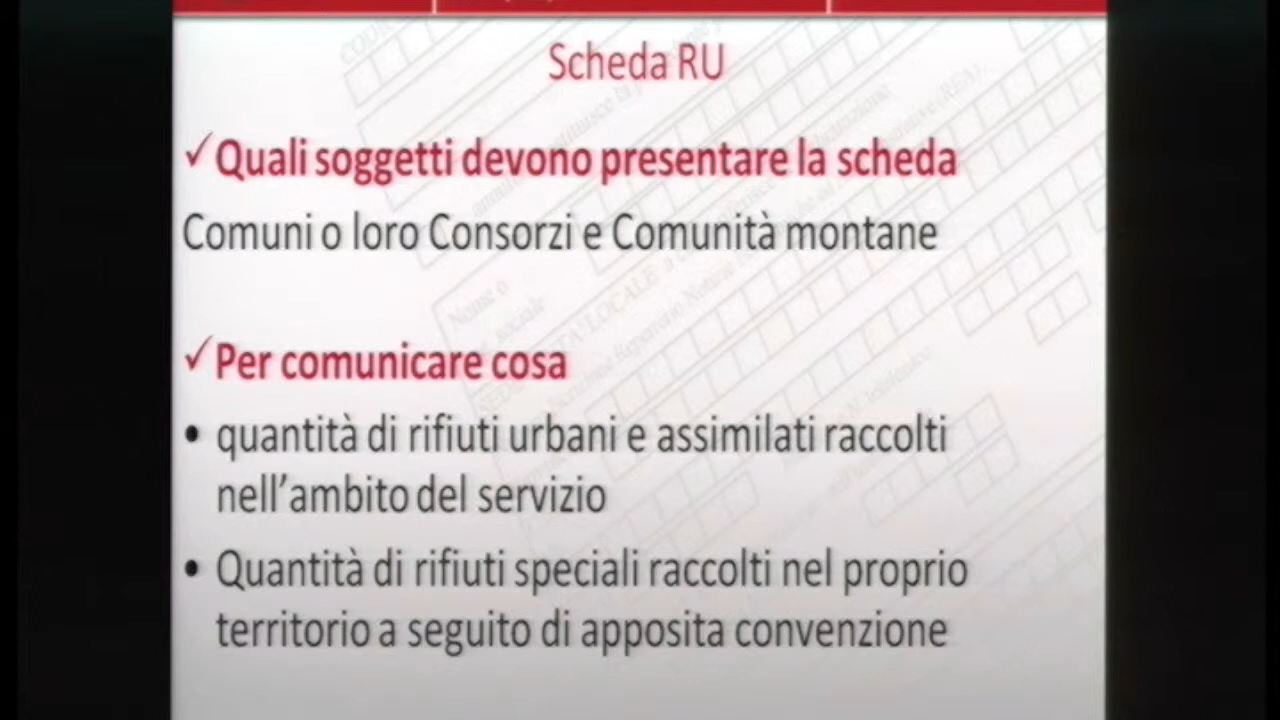 Scheda RU
✓Quali soggetti devono presentare la scheda
Comuni o loro Consorzi e Comunità montane
✓Per comunicare cosa
• quantità di rifiuti urbani e assimilati raccolti
nell'ambito del servizio
• Quantità di rifiuti speciali raccolti nel proprio
territorio a seguito di apposita convenzione